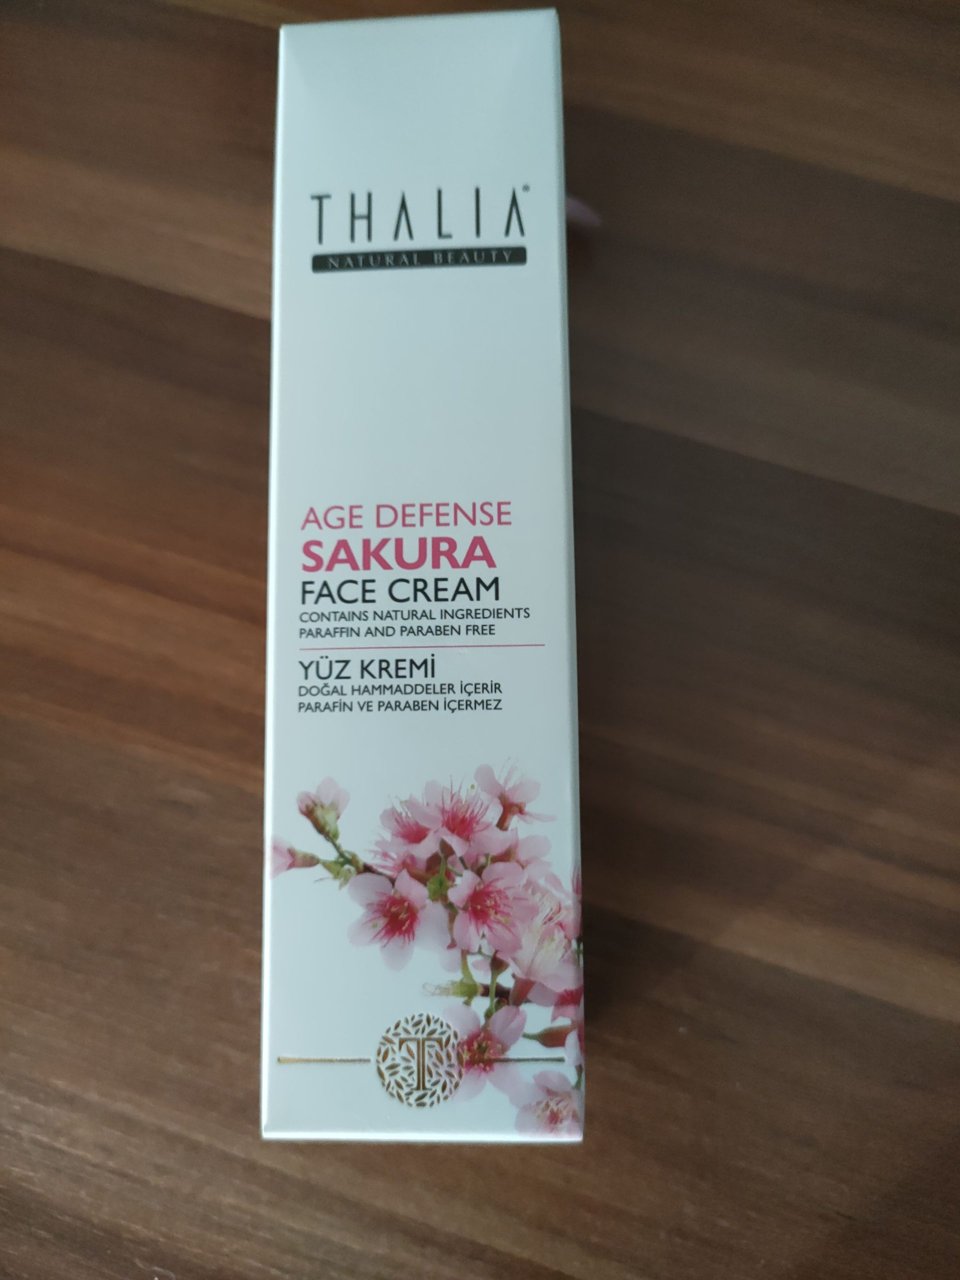 THALIA®
NATURAL BEAUTY
AGE DEFENSE
SAKURA
FACE CREAM
CONTAINS NATURAL INGREDIENTS
PARAFFIN AND PARABEN FREE
YÜZ KREMİ
DOĞAL HAMMADDELER İÇERİR
PARAFİN VE PARABEN İÇERMEZ
T